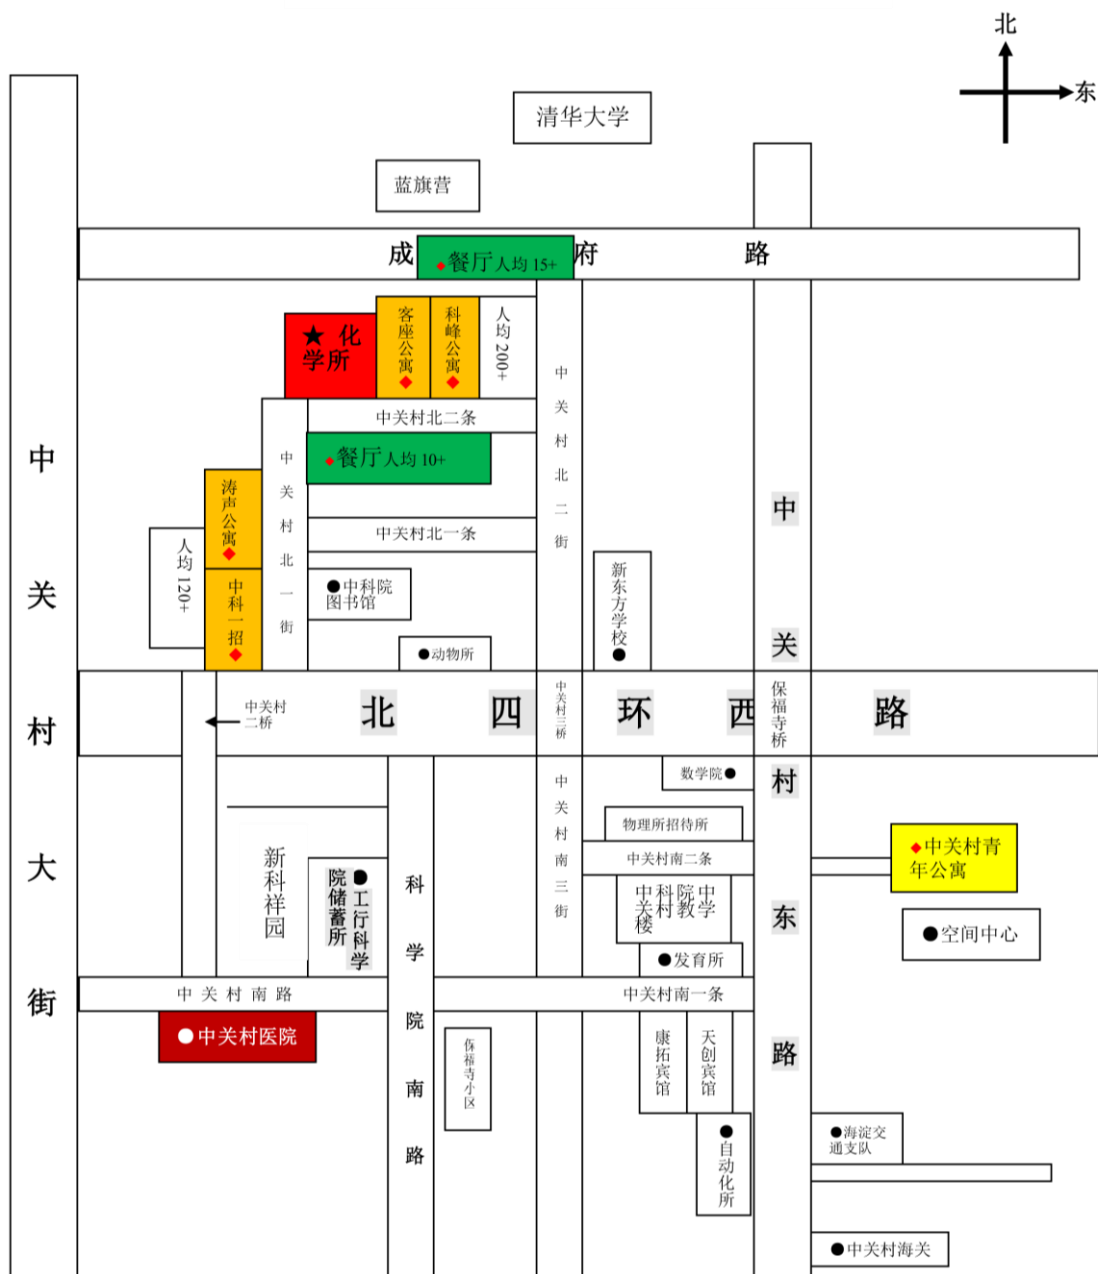 北
东
清华大学
蓝旗营
成府路
◆餐厅人均 15+
★ 化
学所
客座公寓◆
科峰公寓◆
人均 200+
中关村北二条
◆餐厅人均 10+
中关村北一街
中关村北二街
涛声公寓◆
人均 120+
中科一招◆
中关村北一条
●中科院
图书馆
●动物所
新东方学校●
中关村大街
中关村东路
中关村
二桥
北四环西路
中关村三桥
保福寺桥
数学院●
物理所招待所
中关村南二条
中关村南三街
◆中关村青
年公寓
新科祥园
●工行科学
院储蓄所
科学院南路
中科院中
关村教学
楼
●空间中心
●发育所
中关村南路
中关村南一条
●中关村医院
保福寺小区
康拓宾馆
天创宾馆
●自动化所
●海淀交
通支队
●中关村海关